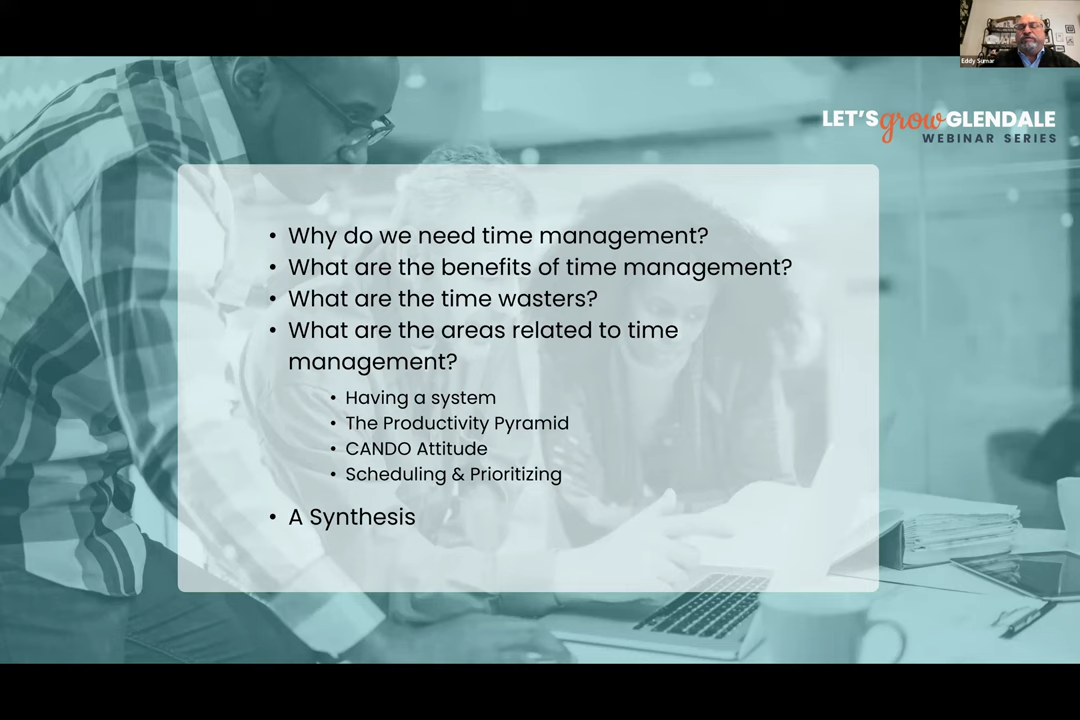 Eddy Sumar
LET'S grow GLENDALE
WEBINAR SERIES
• Why do we need time management?
• What are the benefits of time management?
• What are the time wasters?
• What are the areas related to time
management?
• Having a system
• The Productivity Pyramid
• CANDO Attitude
• Scheduling & Prioritizing
• A Synthesis